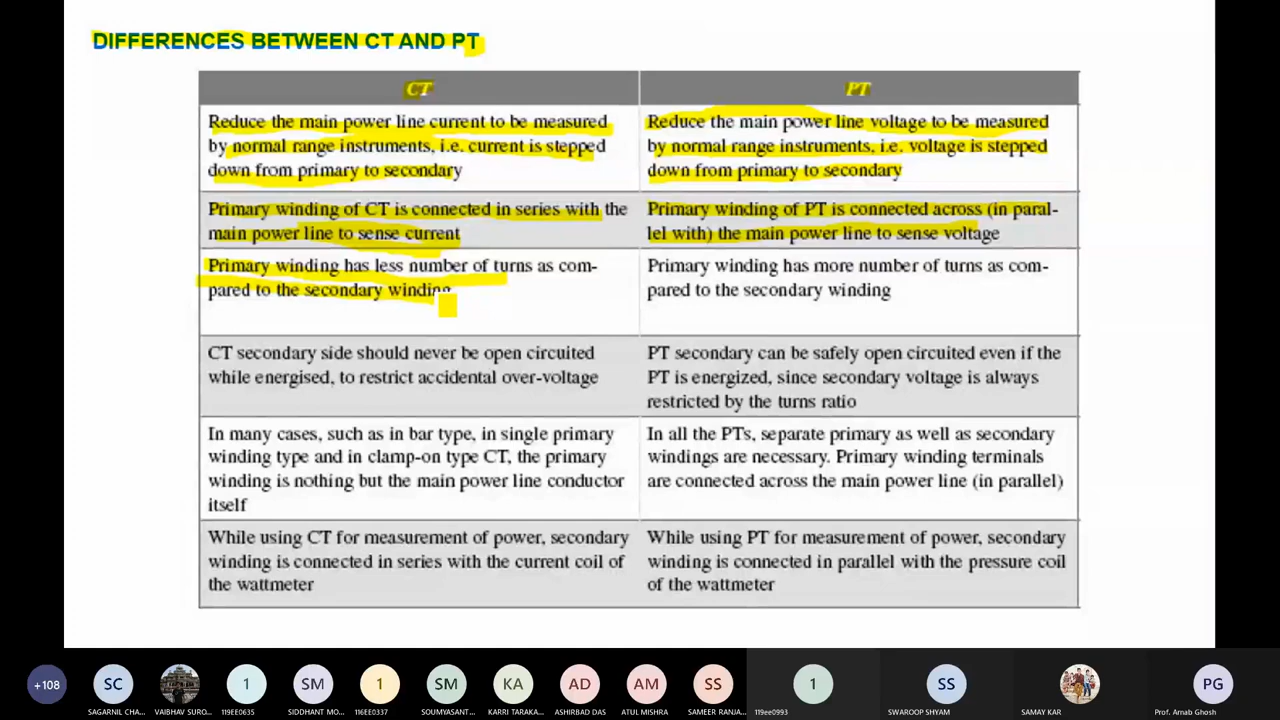 DIFFERENCES BETWEEN CT AND PT
CT
PT
Reduce the main power line current to be measured
by normal range instruments, i.e. current is stepped
down from primary to secondary
Reduce the main power line voltage to be measured
by normal range instruments, i.e. voltage is stepped
down from primary to secondary
Primary winding of CT is connected in series with the
main power line to sense current
Primary winding of PT is connected across (in paral-
lel with) the main power line to sense voltage
Primary winding has less number of turns as com-
pared to the secondary winding
Primary winding has more number of turns as com-
pared to the secondary winding
CT secondary side should never be open circuited
while energised, to restrict accidental over-voltage
PT secondary can be safely open circuited even if the
PT is energized, since secondary voltage is always
restricted by the turns ratio
In many cases, such as in bar type, in single primary
winding type and in clamp-on type CT, the primary
winding is nothing but the main power line conductor
itself
In all the PTs, separate primary as well as secondary
windings are necessary. Primary winding terminals
are connected across the main power line (in parallel)
While using CT for measurement of power, secondary
winding is connected in series with the current coil of
the wattmeter
While using PT for measurement of power, secondary
winding is connected in parallel with the pressure coil
of the wattmeter
+108
SC
1
SM
1
SM
KA
AD
AM
SS
1
SS
PG
SAGARNIL CHA...
VAIBHAV SURO...
119EE0635
SIDDHANT MO...
116EE0337
SOUMYASANT...
KARRI TARAKA...
ASHIRBAD DAS
ATUL MISHRA
SAMEER RANJA...
119ee0993
SWAROOP SHYAM
SAMAY KAR
Prof. Arnab Ghosh